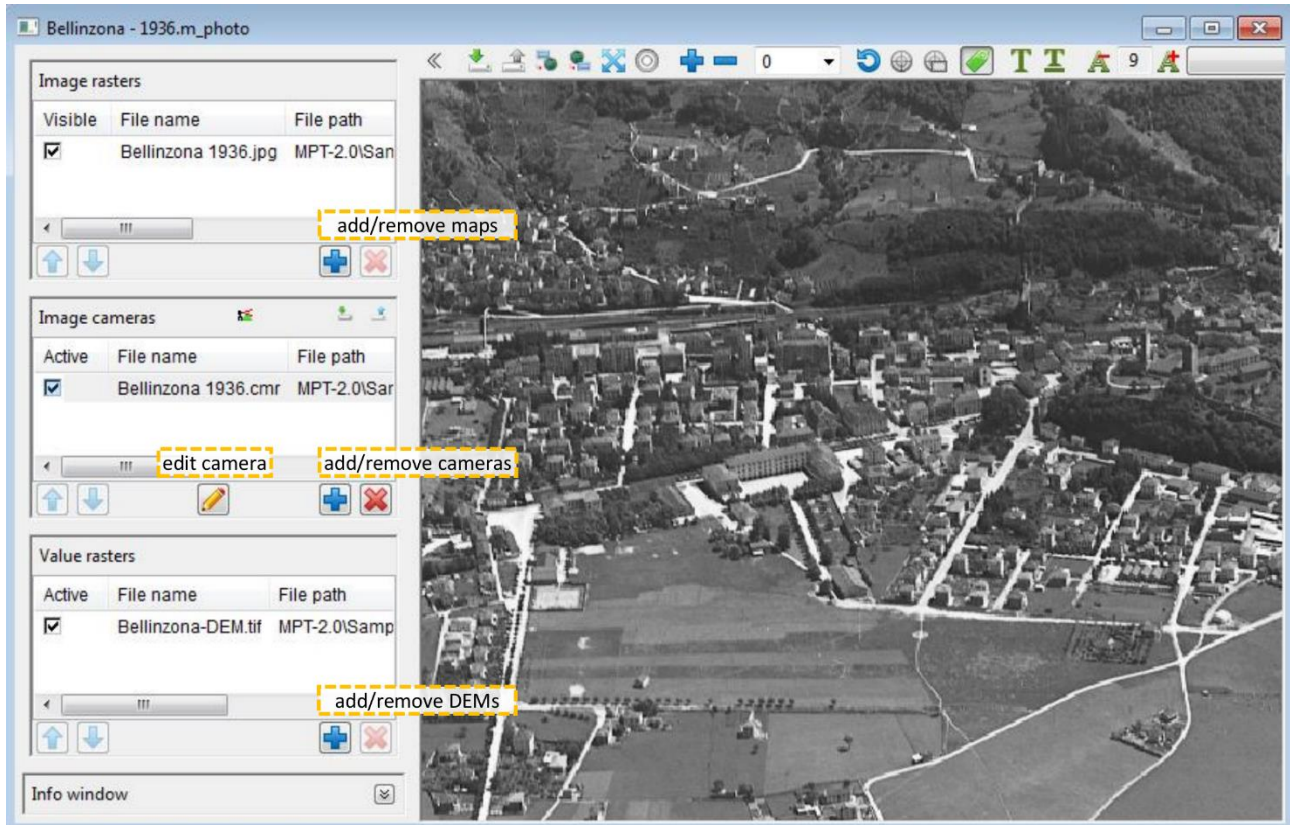 Bellinzona - 1936.m_photo
0
T T A 9 A
Image rasters
Visible File name File path
Bellinzona 1936.jpg MPT-2.0\San
add/remove maps
Image cameras
Active File name File path
Bellinzona 1936.cmr MPT-2.0\Sar
edit camera add/remove cameras
Value rasters
Active File name File path
Bellinzona-DEM.tif MPT-2.0\Samp
add/remove DEMs
Info window